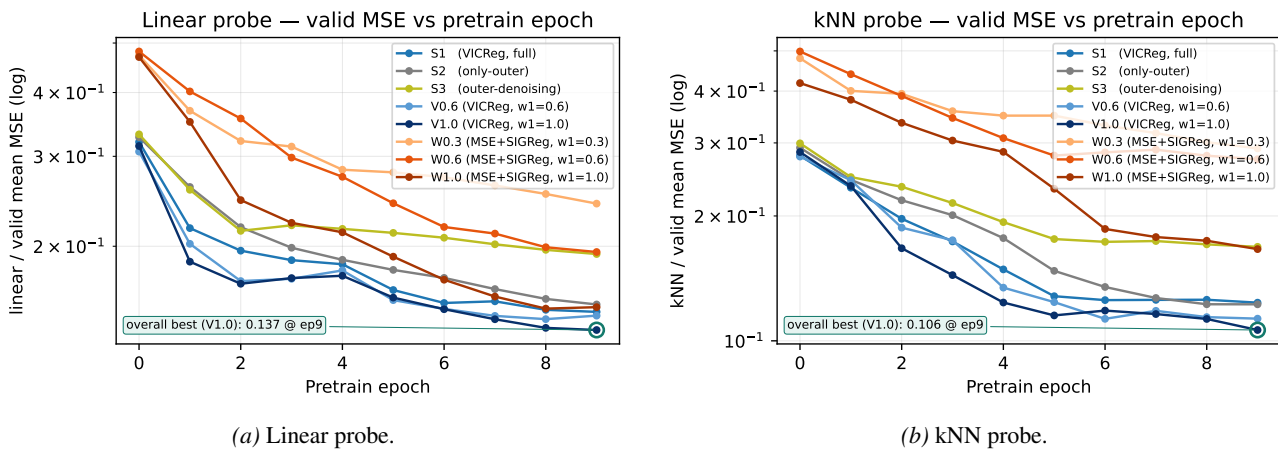 Linear probe — valid MSE vs pretrain epoch
linear / valid mean MSE (log)
4 × 10⁻¹
3 × 10⁻¹
2 × 10⁻¹
S1 (VICReg, full)
S2 (only-outer)
S3 (outer-denoising)
V0.6 (VICReg, w1=0.6)
V1.0 (VICReg, w1=1.0)
W0.3 (MSE+SIGReg, w1=0.3)
W0.6 (MSE+SIGReg, w1=0.6)
W1.0 (MSE+SIGReg, w1=1.0)
overall best (V1.0): 0.137 @ ep9
0 2 4 6 8
Pretrain epoch
(a) Linear probe.
kNN probe — valid MSE vs pretrain epoch
kNN / valid mean MSE (log)
4 × 10⁻¹
3 × 10⁻¹
2 × 10⁻¹
10⁻¹
S1 (VICReg, full)
S2 (only-outer)
S3 (outer-denoising)
V0.6 (VICReg, w1=0.6)
V1.0 (VICReg, w1=1.0)
W0.3 (MSE+SIGReg, w1=0.3)
W0.6 (MSE+SIGReg, w1=0.6)
W1.0 (MSE+SIGReg, w1=1.0)
overall best (V1.0): 0.106 @ ep9
0 2 4 6 8
Pretrain epoch
(b) kNN probe.